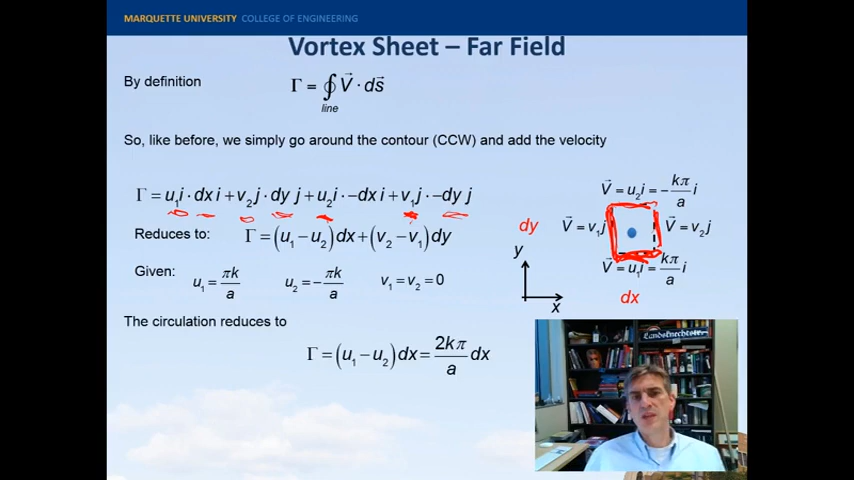 MARQUETTE UNIVERSITY COLLEGE OF ENGINEERING
Vortex Sheet – Far Field
By definition
Γ = ∮ V⃗ · ds⃗
line
So, like before, we simply go around the contour (CCW) and add the velocity
Γ = u₁i · dx i + v₂j · dy j + u₂i · −dx i + v₁j · −dy j
V⃗ = u₂i = −kπ/a i
dy
V⃗ = v₁j
V⃗ = v₂j
Reduces to: Γ = (u₁ − u₂)dx + (v₂ − v₁)dy
y
V⃗ = u₁i = kπ/a i
Given: u₁ = πk/a u₂ = −πk/a v₁ = v₂ = 0
x
dx
The circulation reduces to
Γ = (u₁ − u₂)dx = 2kπ/a dx
Landsknechtste